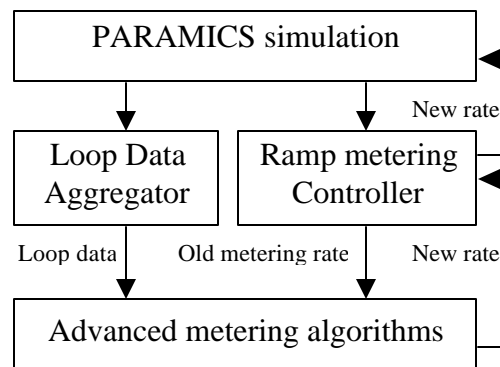 PARAMICS simulation
New rate
Loop Data
Aggregator
Ramp metering
Controller
Loop data
Old metering rate
New rate
Advanced metering algorithms